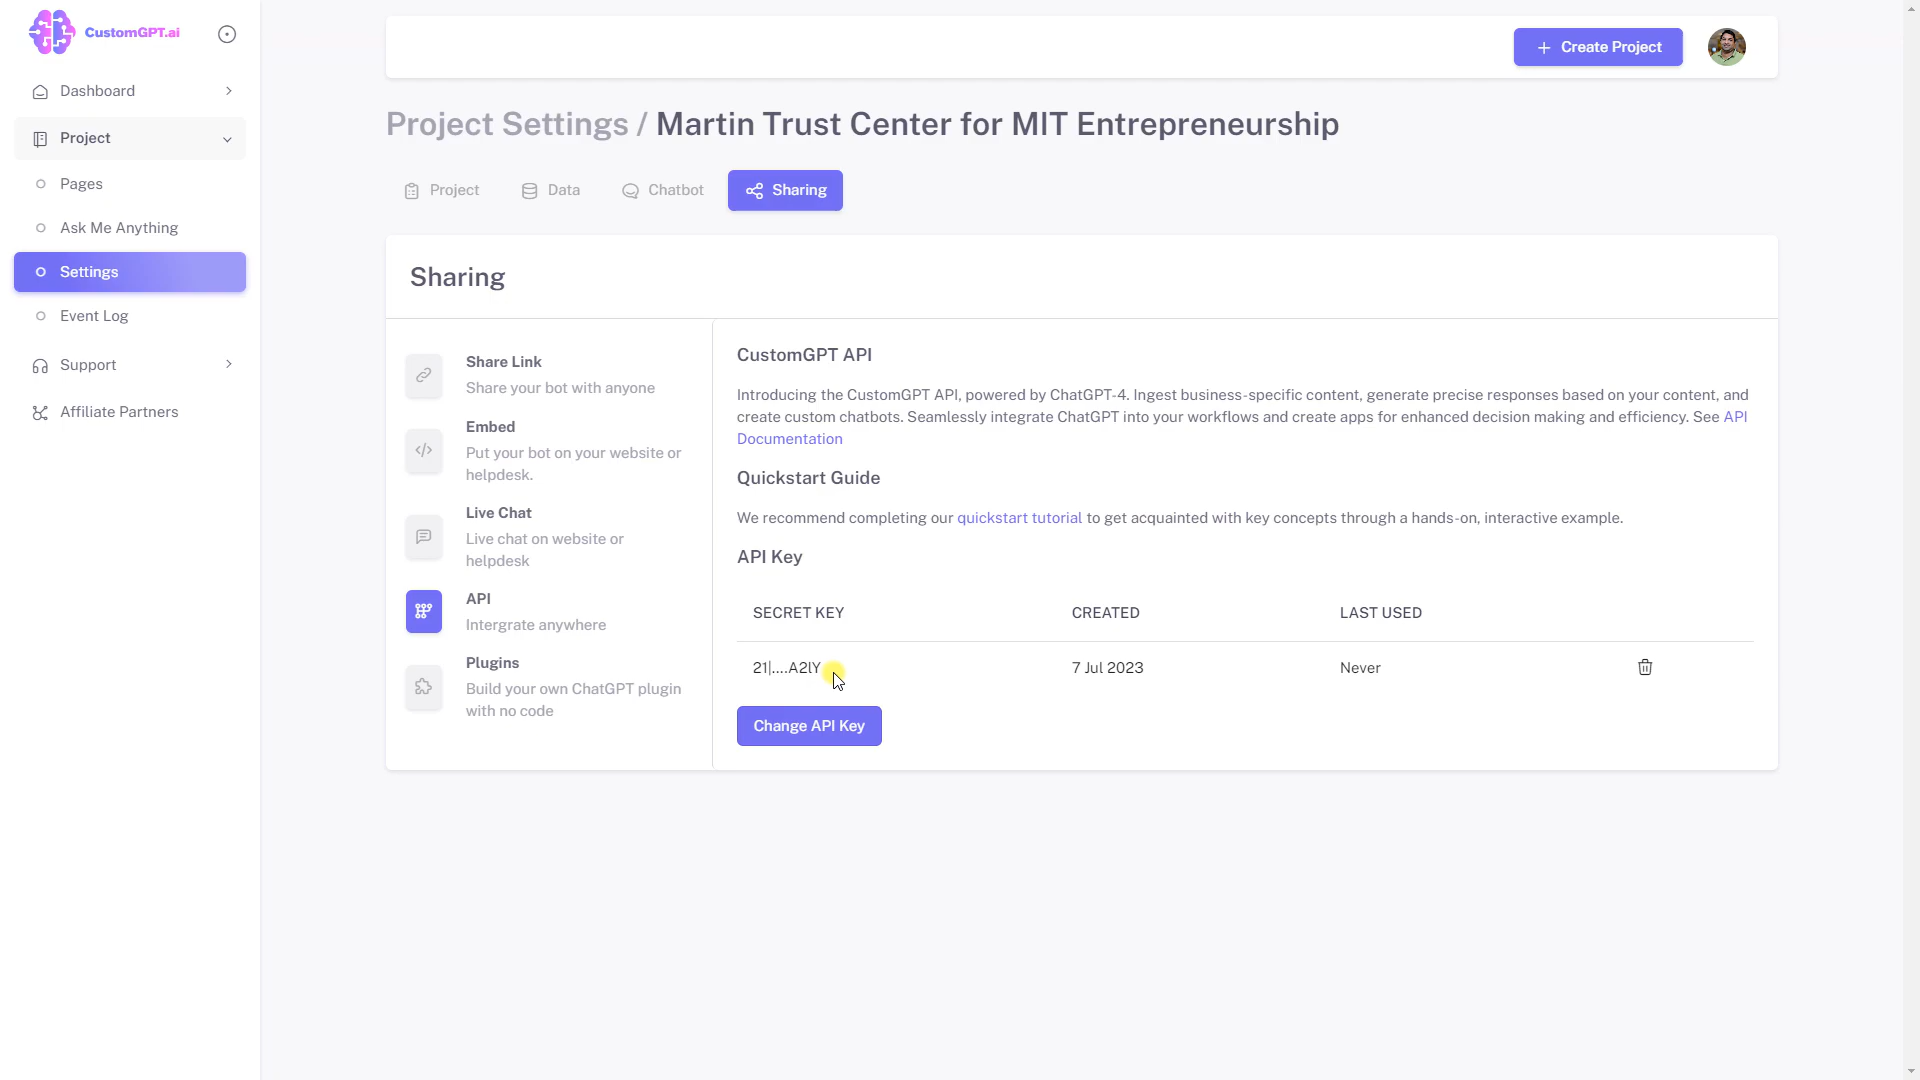 CustomGPT.ai
Dashboard
Project
Pages
Ask Me Anything
Settings
Event Log
Support
Affiliate Partners
Create Project
Project Settings / Martin Trust Center for MIT Entrepreneurship
Project
Data
Chatbot
Sharing
Sharing
Share Link
Share your bot with anyone
Embed
Put your bot on your website or
helpdesk.
Live Chat
Live chat on website or
helpdesk
API
Intergrate anywhere
Plugins
Build your own ChatGPT plugin
with no code
CustomGPT API
Introducing the CustomGPT API, powered by ChatGPT-4. Ingest business-specific content, generate precise responses based on your content, and
create custom chatbots. Seamlessly integrate ChatGPT into your workflows and create apps for enhanced decision making and efficiency. See API
Documentation
Quickstart Guide
We recommend completing our quickstart tutorial to get acquainted with key concepts through a hands-on, interactive example.
API Key
SECRET KEY CREATED LAST USED
21|....A2lY 7 Jul 2023 Never
Change API Key